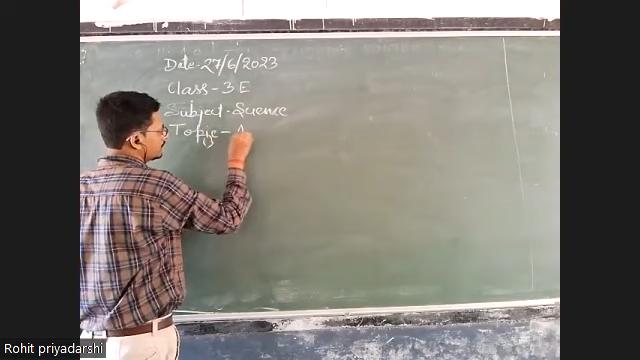 Date - 27/6/2023
Class - 3 E
Subject - Science
Topic - A
Rohit priyadarshi